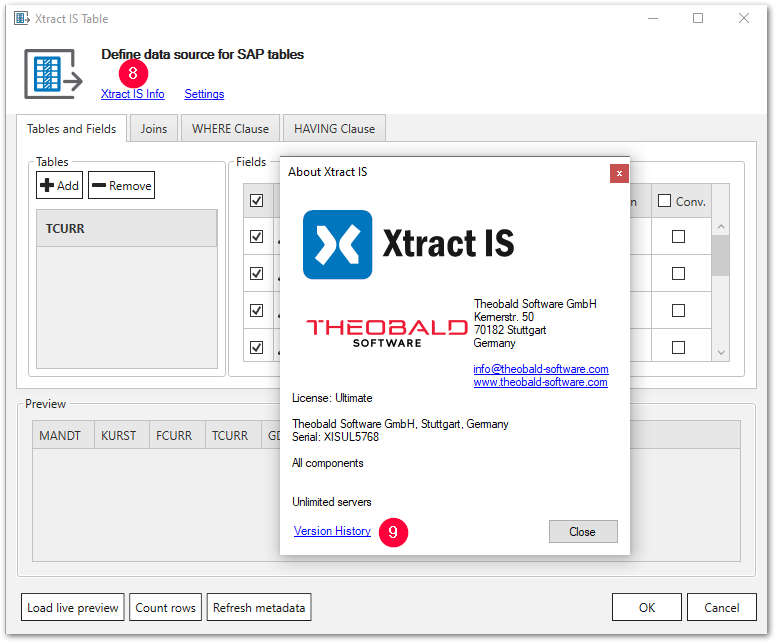 Xtract IS Table
Define data source for SAP tables
8
Xtract IS Info Settings
Tables and Fields Joins WHERE Clause HAVING Clause
Tables
Add Remove
TCURR
Fields
n Conv.
About Xtract IS
x
Xtract IS
THEOBALD
SOFTWARE
Theobald Software GmbH
Kernerstr. 50
70182 Stuttgart
Germany
info@theobald-software.com
www.theobald-software.com
License: Ultimate
Theobald Software GmbH, Stuttgart, Germany
Serial: XISUL5768
All components
Unlimited servers
Version History 9 Close
Preview
MANDT KURST FCURR TCURR GD
Load live preview Count rows Refresh metadata OK Cancel